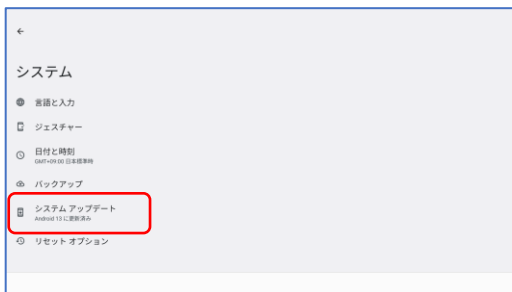 システム
言語と入力
ジェスチャー
日付と時刻
GMT+09:00 日本標準時
バックアップ
システム アップデート
Android 13 に更新済み
リセット オプション